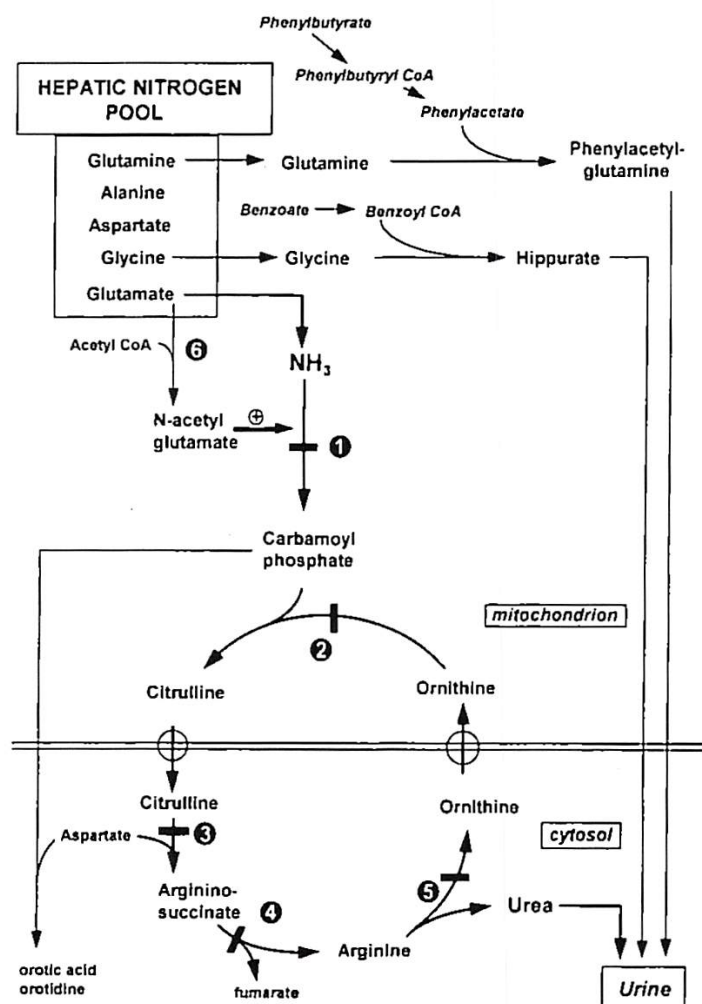 Phenylbutyrate
Phenylbutyryl CoA
Phenylacetate
HEPATIC NITROGEN
POOL
Glutamine
Glutamine
Phenylacetyl-
glutamine
Alanine
Aspartate
Benzoate
Benzoyl CoA
Glycine
Glycine
Hippurate
Glutamate
Acetyl CoA
6
NH3
N-acetyl
glutamate
+
1
Carbamoyl
phosphate
mitochondrion
2
Citrulline
Ornithine
Citrulline
Ornithine
cytosol
Aspartate
3
Arginino-
succinate
4
5
Urea
Arginine
orotic acid
orotidine
fumarate
Urine